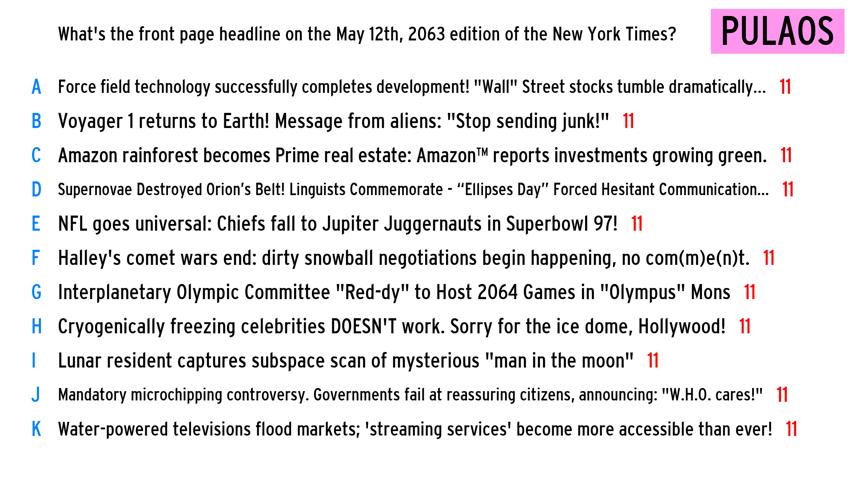 What's the front page headline on the May 12th, 2063 edition of the New York Times?
PULAOS
A Force field technology successfully completes development! "Wall" Street stocks tumble dramatically... 11
B Voyager 1 returns to Earth! Message from aliens: "Stop sending junk!" 11
C Amazon rainforest becomes Prime real estate: Amazon™ reports investments growing green. 11
D Supernovae Destroyed Orion’s Belt! Linguists Commemorate - “Ellipses Day” Forced Hesitant Communication... 11
E NFL goes universal: Chiefs fall to Jupiter Juggernauts in Superbowl 97! 11
F Halley's comet wars end: dirty snowball negotiations begin happening, no com(m)e(n)t. 11
G Interplanetary Olympic Committee "Red-dy" to Host 2064 Games in "Olympus" Mons 11
H Cryogenically freezing celebrities DOESN'T work. Sorry for the ice dome, Hollywood! 11
I Lunar resident captures subspace scan of mysterious "man in the moon" 11
J Mandatory microchipping controversy. Governments fail at reassuring citizens, announcing: "W.H.O. cares!" 11
K Water-powered televisions flood markets; 'streaming services' become more accessible than ever! 11